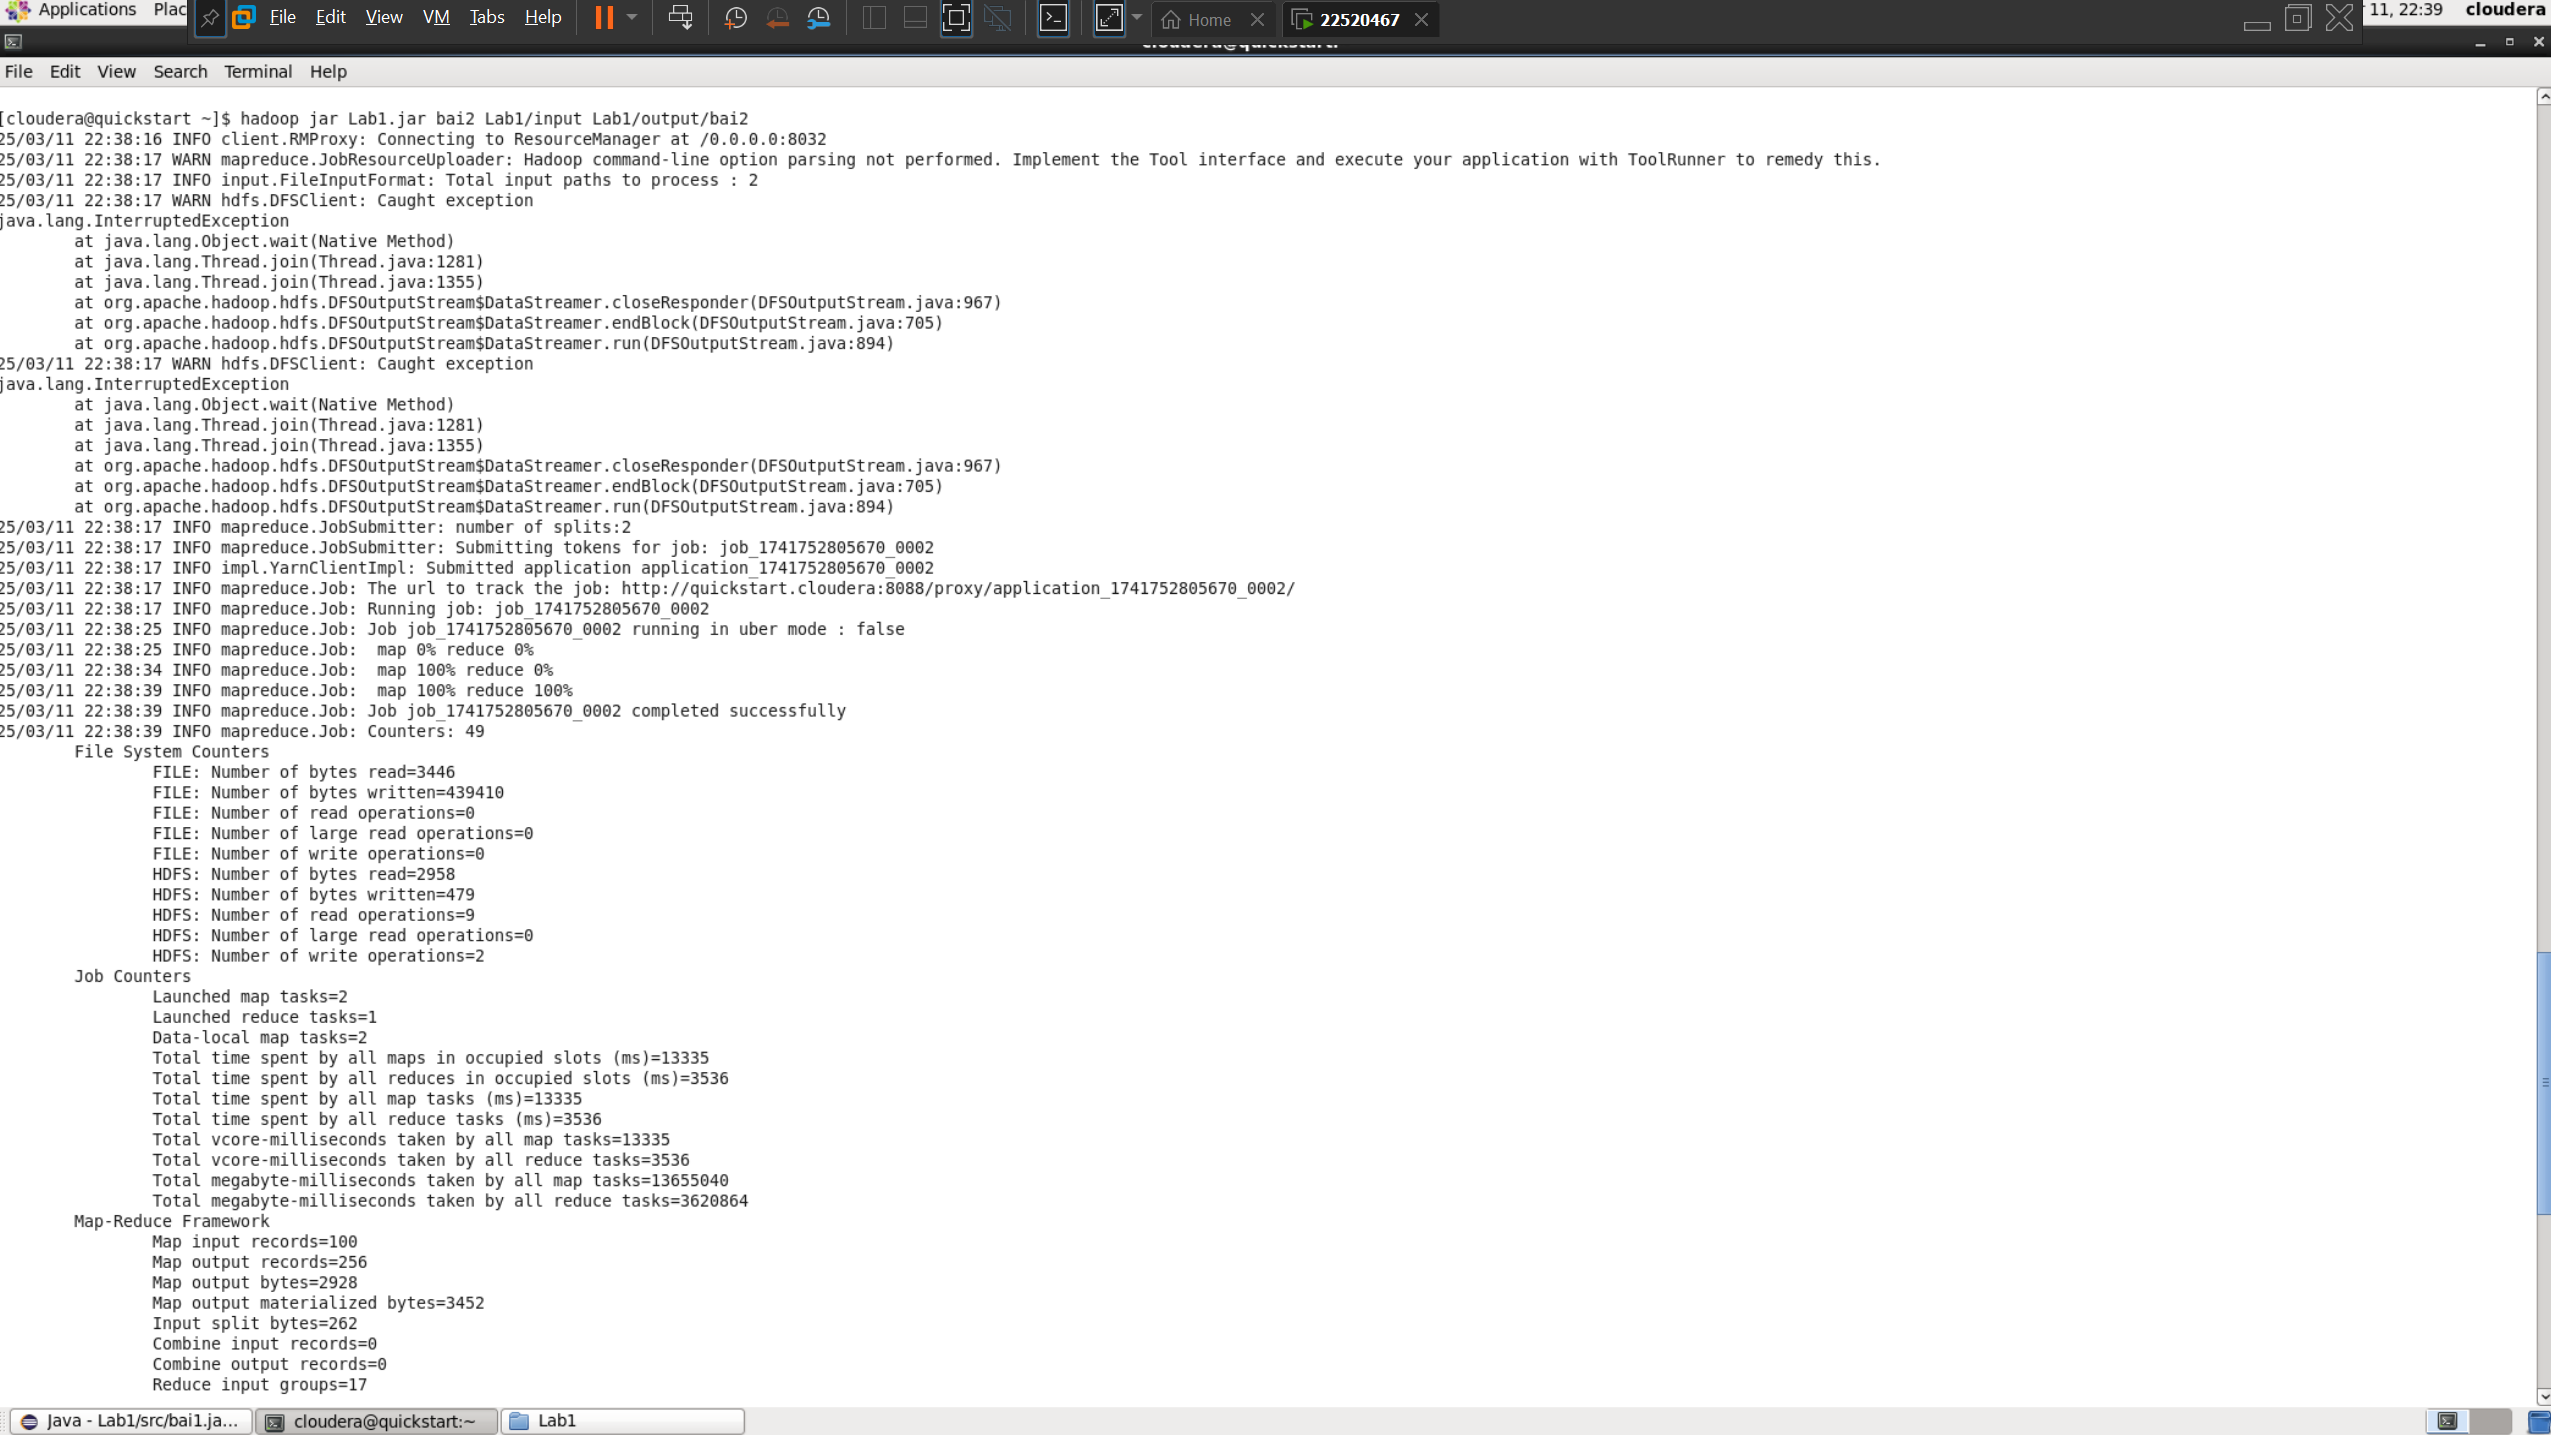 Applications Plac
File Edit View VM Tabs Help Home 22520467 11, 22:39 cloudera
File Edit View Search Terminal Help
[cloudera@quickstart ~]$ hadoop jar Lab1.jar bai2 Lab1/input Lab1/output/bai2
25/03/11 22:38:16 INFO client.RMProxy: Connecting to ResourceManager at /0.0.0.0:8032
25/03/11 22:38:17 WARN mapreduce.JobResourceUploader: Hadoop command-line option parsing not performed. Implement the Tool interface and execute your application with ToolRunner to remedy this.
25/03/11 22:38:17 INFO input.FileInputFormat: Total input paths to process : 2
25/03/11 22:38:17 WARN hdfs.DFSClient: Caught exception
java.lang.InterruptedException
at java.lang.Object.wait(Native Method)
at java.lang.Thread.join(Thread.java:1281)
at java.lang.Thread.join(Thread.java:1355)
at org.apache.hadoop.hdfs.DFSOutputStream$DataStreamer.closeResponder(DFSOutputStream.java:967)
at org.apache.hadoop.hdfs.DFSOutputStream$DataStreamer.endBlock(DFSOutputStream.java:705)
at org.apache.hadoop.hdfs.DFSOutputStream$DataStreamer.run(DFSOutputStream.java:894)
25/03/11 22:38:17 WARN hdfs.DFSClient: Caught exception
java.lang.InterruptedException
at java.lang.Object.wait(Native Method)
at java.lang.Thread.join(Thread.java:1281)
at java.lang.Thread.join(Thread.java:1355)
at org.apache.hadoop.hdfs.DFSOutputStream$DataStreamer.closeResponder(DFSOutputStream.java:967)
at org.apache.hadoop.hdfs.DFSOutputStream$DataStreamer.endBlock(DFSOutputStream.java:705)
at org.apache.hadoop.hdfs.DFSOutputStream$DataStreamer.run(DFSOutputStream.java:894)
25/03/11 22:38:17 INFO mapreduce.JobSubmitter: number of splits:2
25/03/11 22:38:17 INFO mapreduce.JobSubmitter: Submitting tokens for job: job_1741752805670_0002
25/03/11 22:38:17 INFO impl.YarnClientImpl: Submitted application application_1741752805670_0002
25/03/11 22:38:17 INFO mapreduce.Job: The url to track the job: http://quickstart.cloudera:8088/proxy/application_1741752805670_0002/
25/03/11 22:38:17 INFO mapreduce.Job: Running job: job_1741752805670_0002
25/03/11 22:38:25 INFO mapreduce.Job: Job job_1741752805670_0002 running in uber mode : false
25/03/11 22:38:25 INFO mapreduce.Job:  map 0% reduce 0%
25/03/11 22:38:34 INFO mapreduce.Job:  map 100% reduce 0%
25/03/11 22:38:39 INFO mapreduce.Job:  map 100% reduce 100%
25/03/11 22:38:39 INFO mapreduce.Job: Job job_1741752805670_0002 completed successfully
25/03/11 22:38:39 INFO mapreduce.Job: Counters: 49
File System Counters
FILE: Number of bytes read=3446
FILE: Number of bytes written=439410
FILE: Number of read operations=0
FILE: Number of large read operations=0
FILE: Number of write operations=0
HDFS: Number of bytes read=2958
HDFS: Number of bytes written=479
HDFS: Number of read operations=9
HDFS: Number of large read operations=0
HDFS: Number of write operations=2
Job Counters
Launched map tasks=2
Launched reduce tasks=1
Data-local map tasks=2
Total time spent by all maps in occupied slots (ms)=13335
Total time spent by all reduces in occupied slots (ms)=3536
Total time spent by all map tasks (ms)=13335
Total time spent by all reduce tasks (ms)=3536
Total vcore-milliseconds taken by all map tasks=13335
Total vcore-milliseconds taken by all reduce tasks=3536
Total megabyte-milliseconds taken by all map tasks=13655040
Total megabyte-milliseconds taken by all reduce tasks=3620864
Map-Reduce Framework
Map input records=100
Map output records=256
Map output bytes=2928
Map output materialized bytes=3452
Input split bytes=262
Combine input records=0
Combine output records=0
Reduce input groups=17
Java - Lab1/src/bai1.ja... cloudera@quickstart:~ Lab1